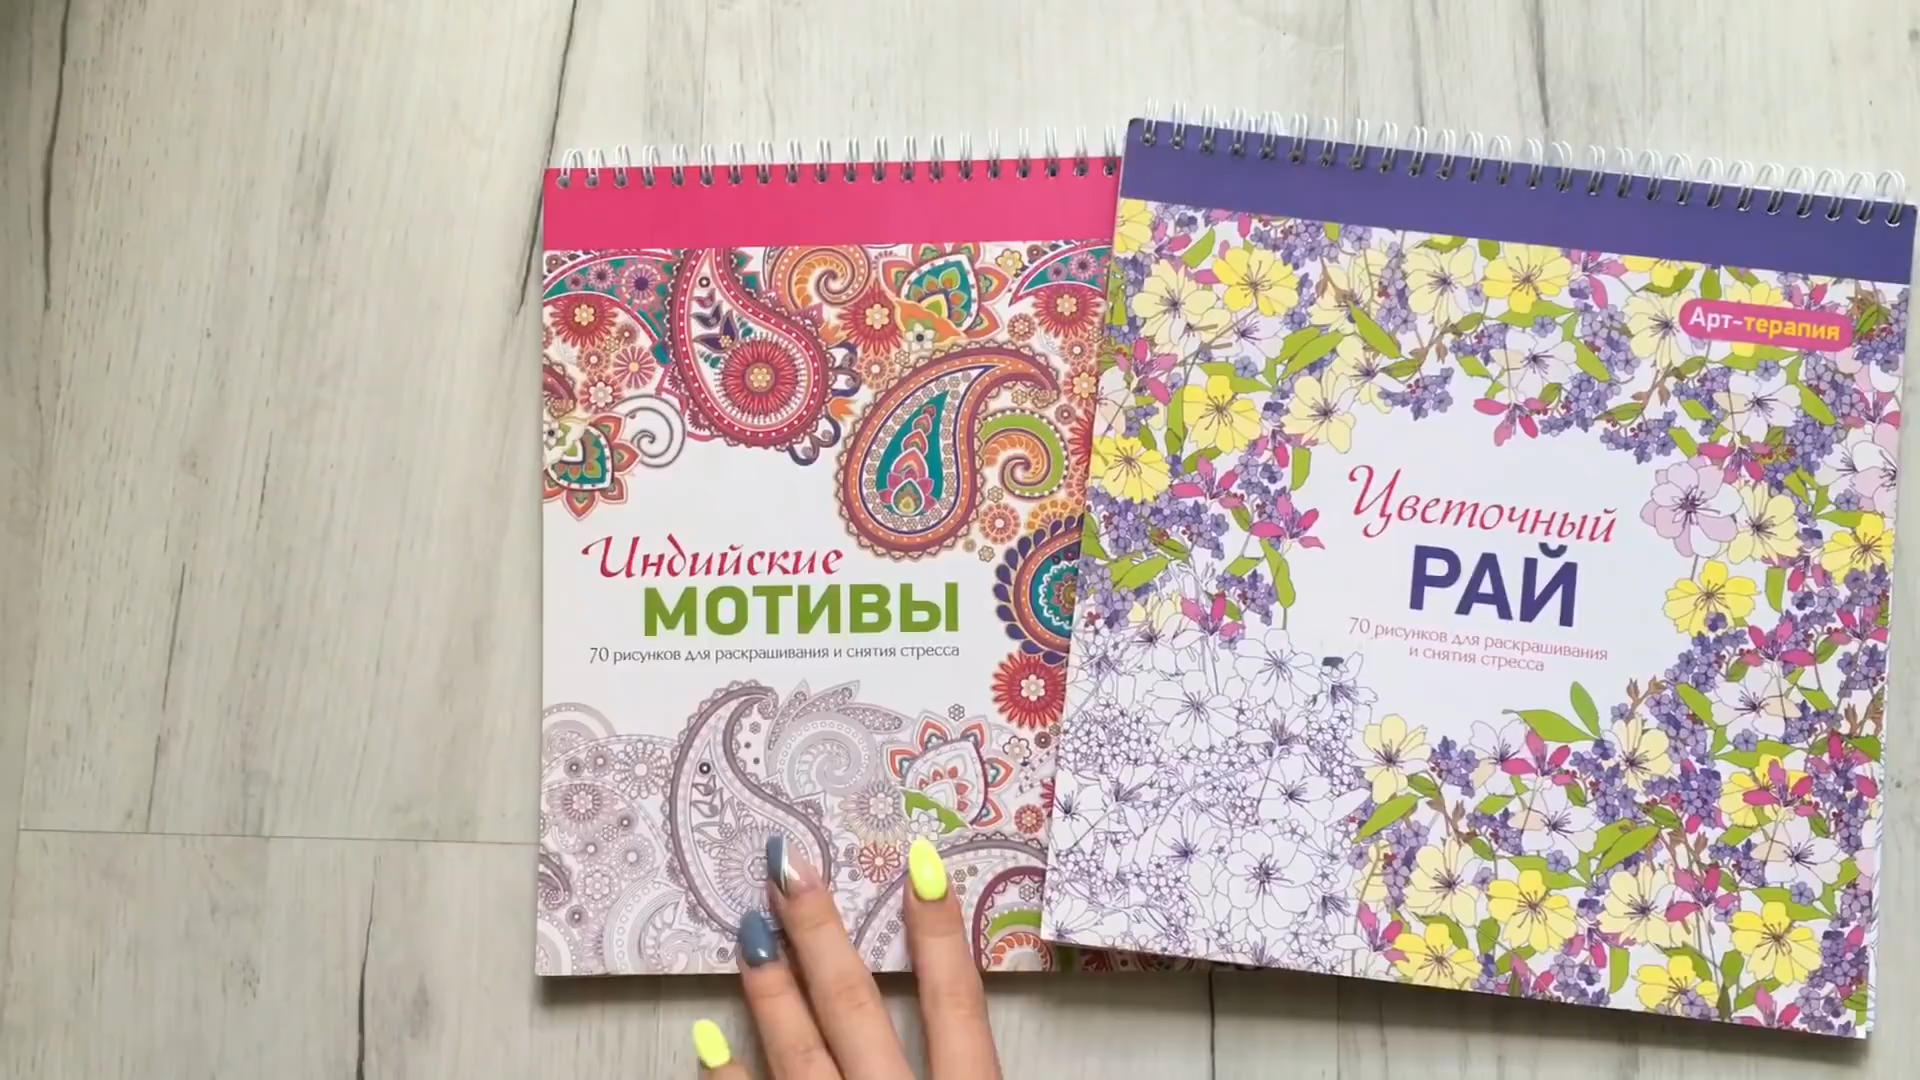 Индийские
МОТИВЫ
70 рисунков для раскрашивания и снятия стресса
Арт-терапия
Цветочный
РАЙ
70 рисунков для раскрашивания
и снятия стресса